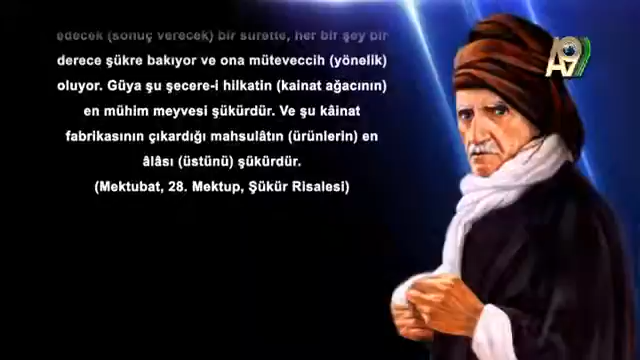 edecek (sonuç verecek) bir surette, her bir şey bir
derece şükre bakıyor ve ona müteveccih (yönelik)
oluyor. Güya şu şecere-i hilkatin (kainat ağacının)
en mühim meyvesi şükürdür. Ve şu kâinat
fabrikasının çıkardığı mahsulâtın (ürünlerin) en
âlâsı (üstünü) şükürdür.
(Mektubat, 28. Mektup, Şükür Risalesi)
A9